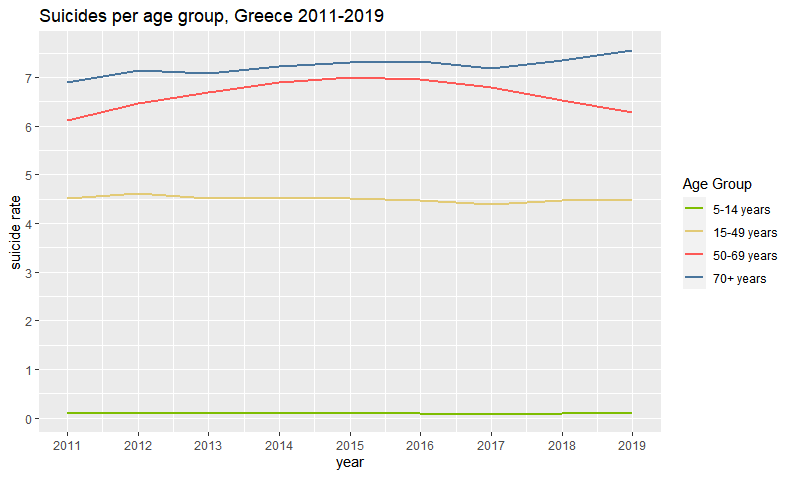 Suicides per age group, Greece 2011-2019
7
6
5
4
3
2
1
0
suicide rate
2011 2012 2013 2014 2015 2016 2017 2018 2019
year
Age Group
5-14 years
15-49 years
50-69 years
70+ years